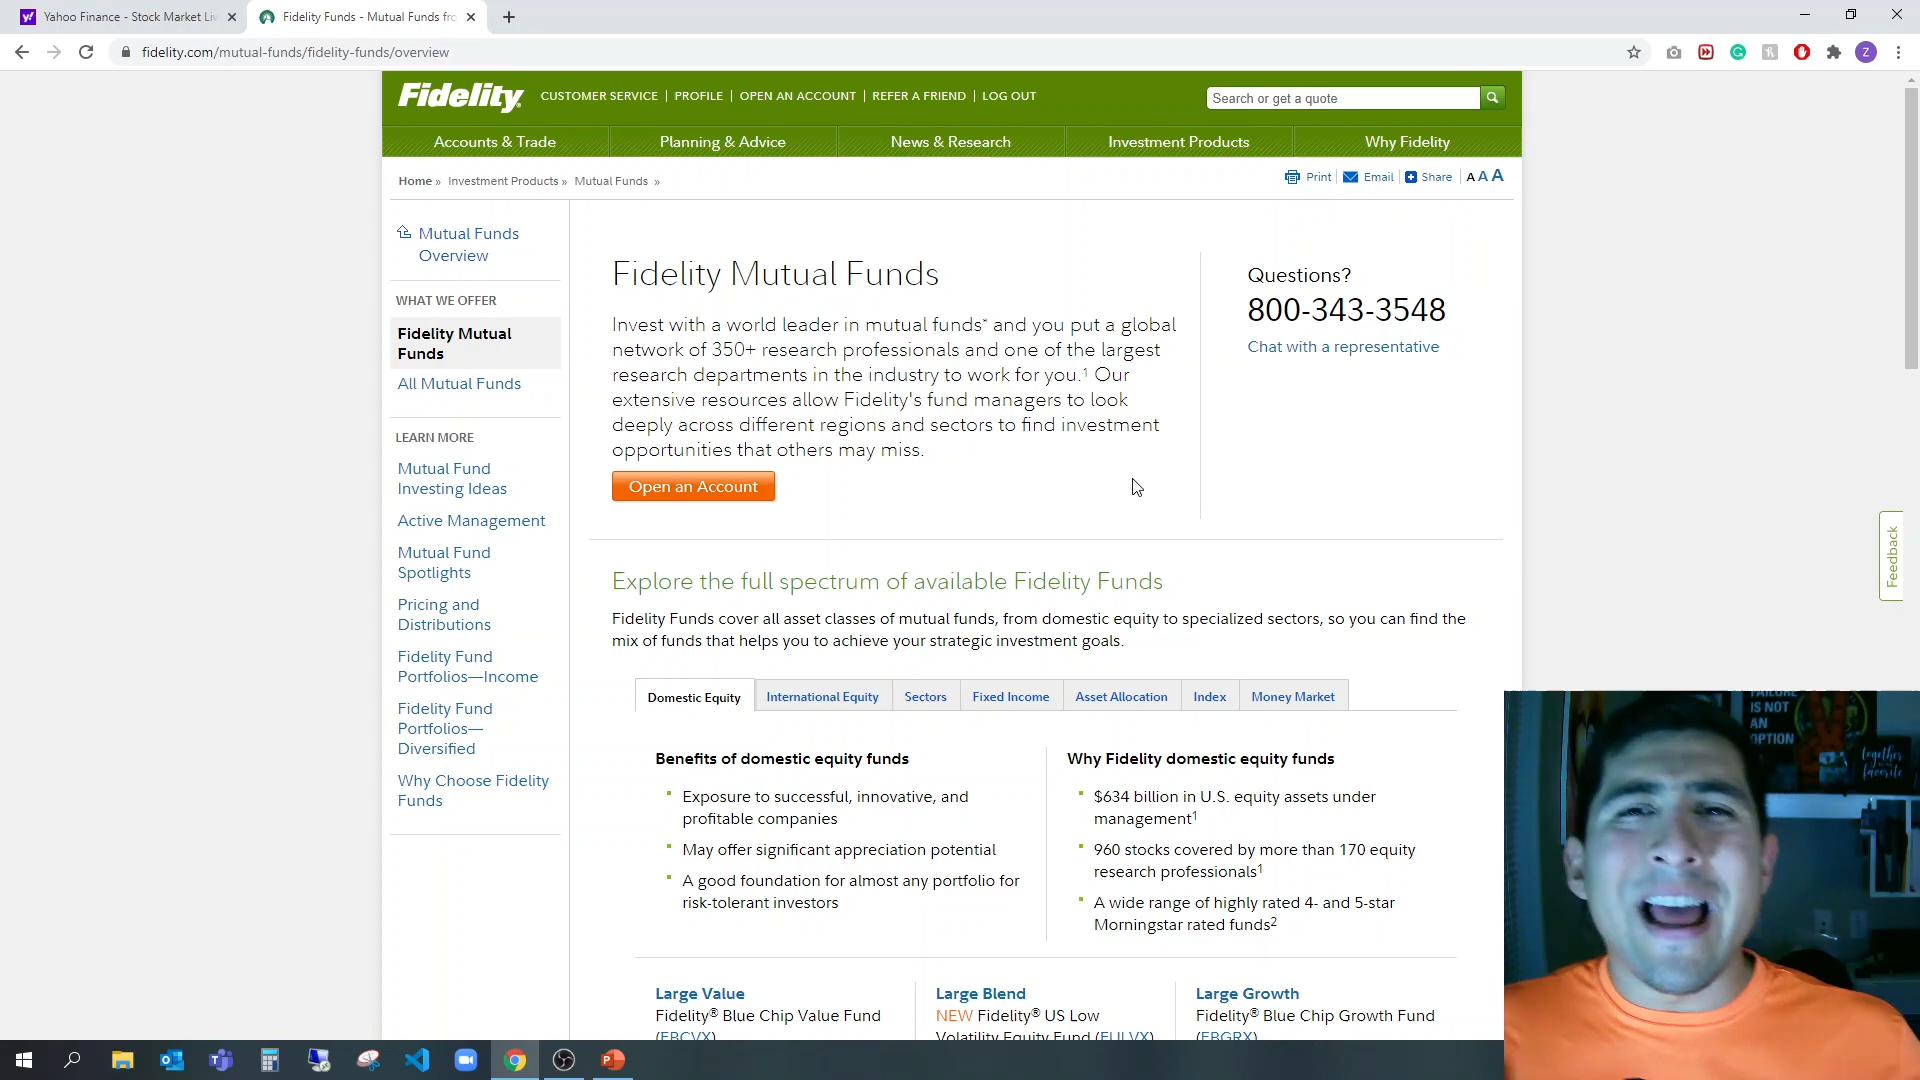 Yahoo Finance - Stock Market Li
Fidelity Funds - Mutual Funds fro
fidelity.com/mutual-funds/fidelity-funds/overview
Z
Fidelity
CUSTOMER SERVICE | PROFILE | OPEN AN ACCOUNT | REFER A FRIEND | LOG OUT
Search or get a quote
Accounts & Trade
Planning & Advice
News & Research
Investment Products
Why Fidelity
Home » Investment Products » Mutual Funds »
Print
Email
Share
A A A
Mutual Funds
Overview
WHAT WE OFFER
Fidelity Mutual
Funds
All Mutual Funds
LEARN MORE
Mutual Fund
Investing Ideas
Active Management
Mutual Fund
Spotlights
Pricing and
Distributions
Fidelity Fund
Portfolios—Income
Fidelity Fund
Portfolios—
Diversified
Why Choose Fidelity
Funds
Fidelity Mutual Funds
Invest with a world leader in mutual funds* and you put a global
network of 350+ research professionals and one of the largest
research departments in the industry to work for you.¹ Our
extensive resources allow Fidelity's fund managers to look
deeply across different regions and sectors to find investment
opportunities that others may miss.
Open an Account
Questions?
800-343-3548
Chat with a representative
Feedback
Explore the full spectrum of available Fidelity Funds
Fidelity Funds cover all asset classes of mutual funds, from domestic equity to specialized sectors, so you can find the
mix of funds that helps you to achieve your strategic investment goals.
Domestic Equity
International Equity
Sectors
Fixed Income
Asset Allocation
Index
Money Market
Benefits of domestic equity funds
Exposure to successful, innovative, and
profitable companies
May offer significant appreciation potential
A good foundation for almost any portfolio for
risk-tolerant investors
Why Fidelity domestic equity funds
$634 billion in U.S. equity assets under
management¹
960 stocks covered by more than 170 equity
research professionals¹
A wide range of highly rated 4- and 5-star
Morningstar rated funds²
Large Value
Fidelity® Blue Chip Value Fund
(FBCVX)
Large Blend
NEW Fidelity® US Low
Volatility Equity Fund (FULVX)
Large Growth
Fidelity® Blue Chip Growth Fund
(FBGRX)
FAILURE
IS NOT
AN
OPTION
together
favorite